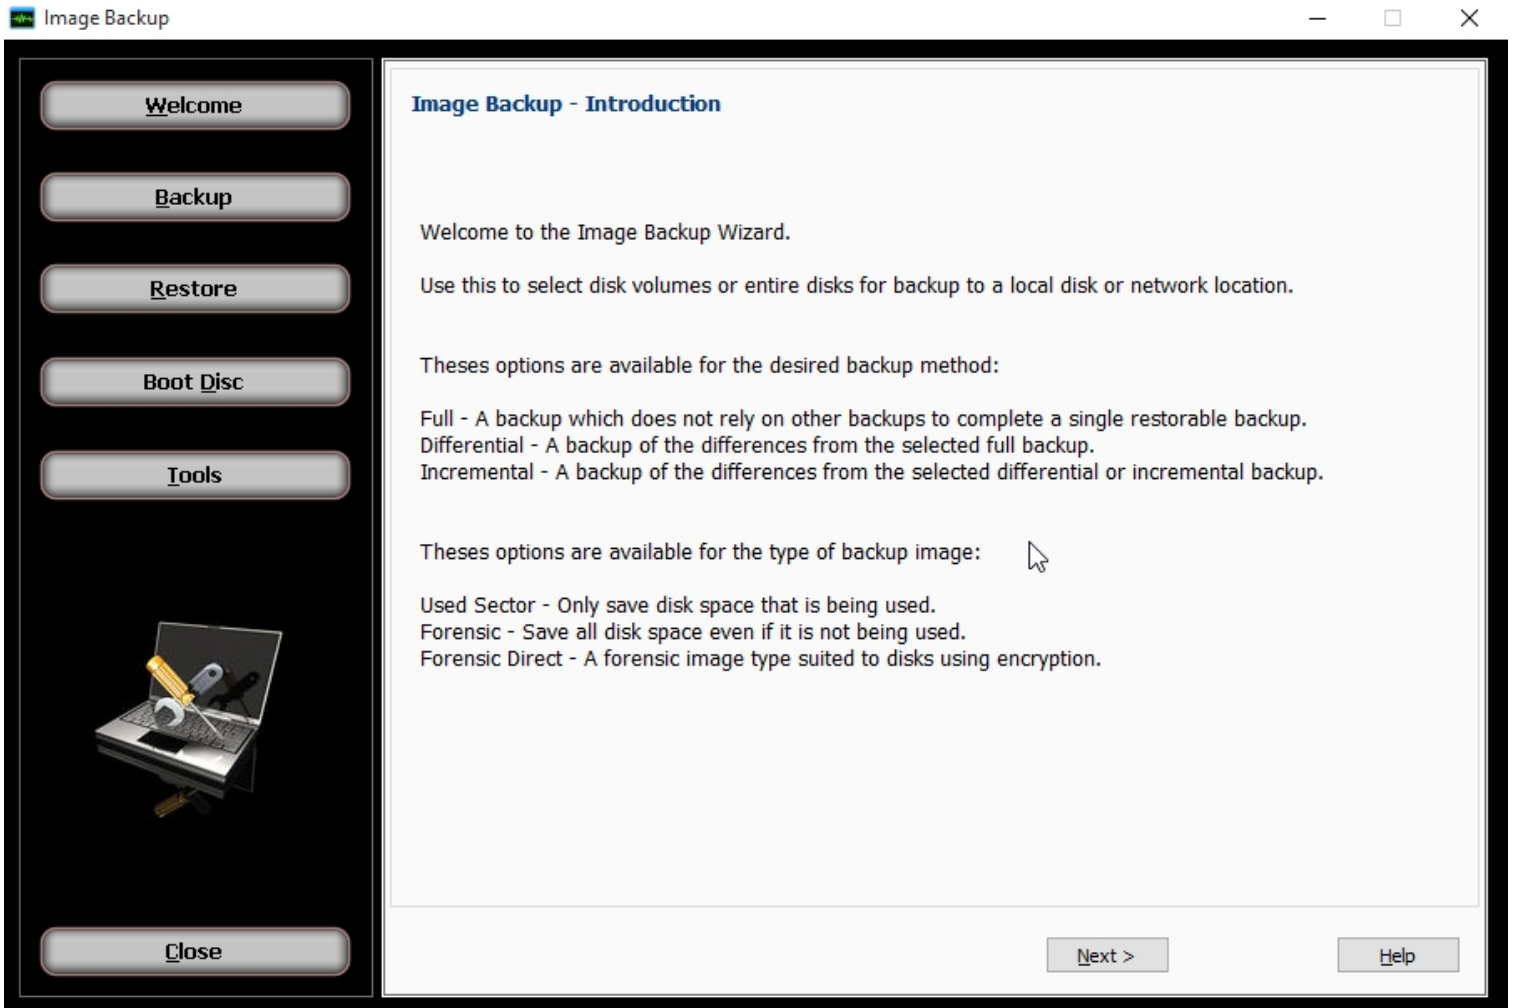 Image Backup
Welcome
Backup
Restore
Boot Disc
Tools
Close
Image Backup - Introduction
Welcome to the Image Backup Wizard.
Use this to select disk volumes or entire disks for backup to a local disk or network location.
Theses options are available for the desired backup method:
Full - A backup which does not rely on other backups to complete a single restorable backup.
Differential - A backup of the differences from the selected full backup.
Incremental - A backup of the differences from the selected differential or incremental backup.
Theses options are available for the type of backup image:
Used Sector - Only save disk space that is being used.
Forensic - Save all disk space even if it is not being used.
Forensic Direct - A forensic image type suited to disks using encryption.
Next >
Help